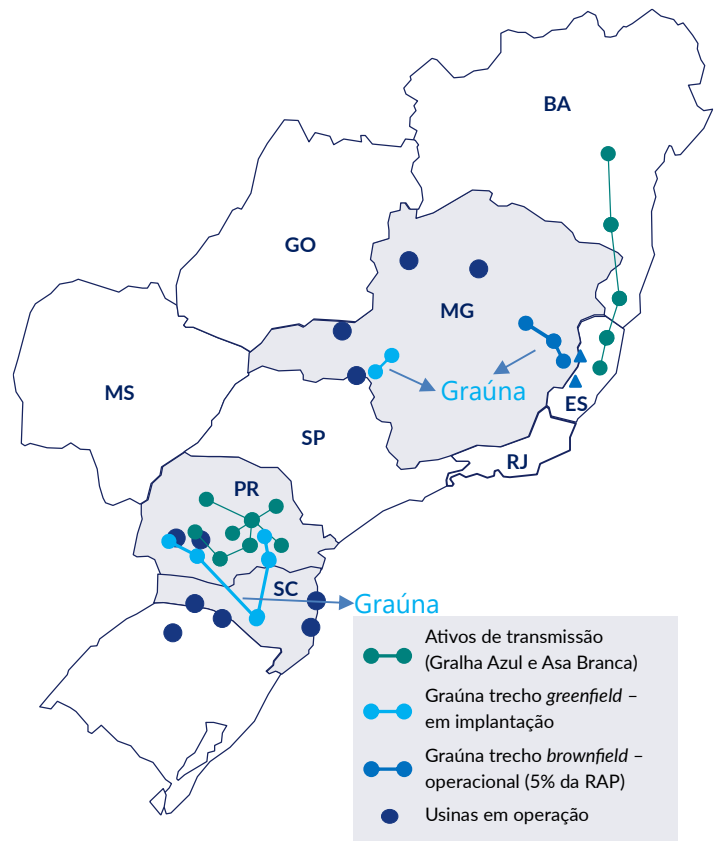 BA
GO
MG
MS
Graúna
ES
SP
RJ
PR
SC
Graúna
Ativos de transmissão
(Gralha Azul e Asa Branca)
Graúna trecho greenfield –
em implantação
Graúna trecho brownfield –
operacional (5% da RAP)
Usinas em operação